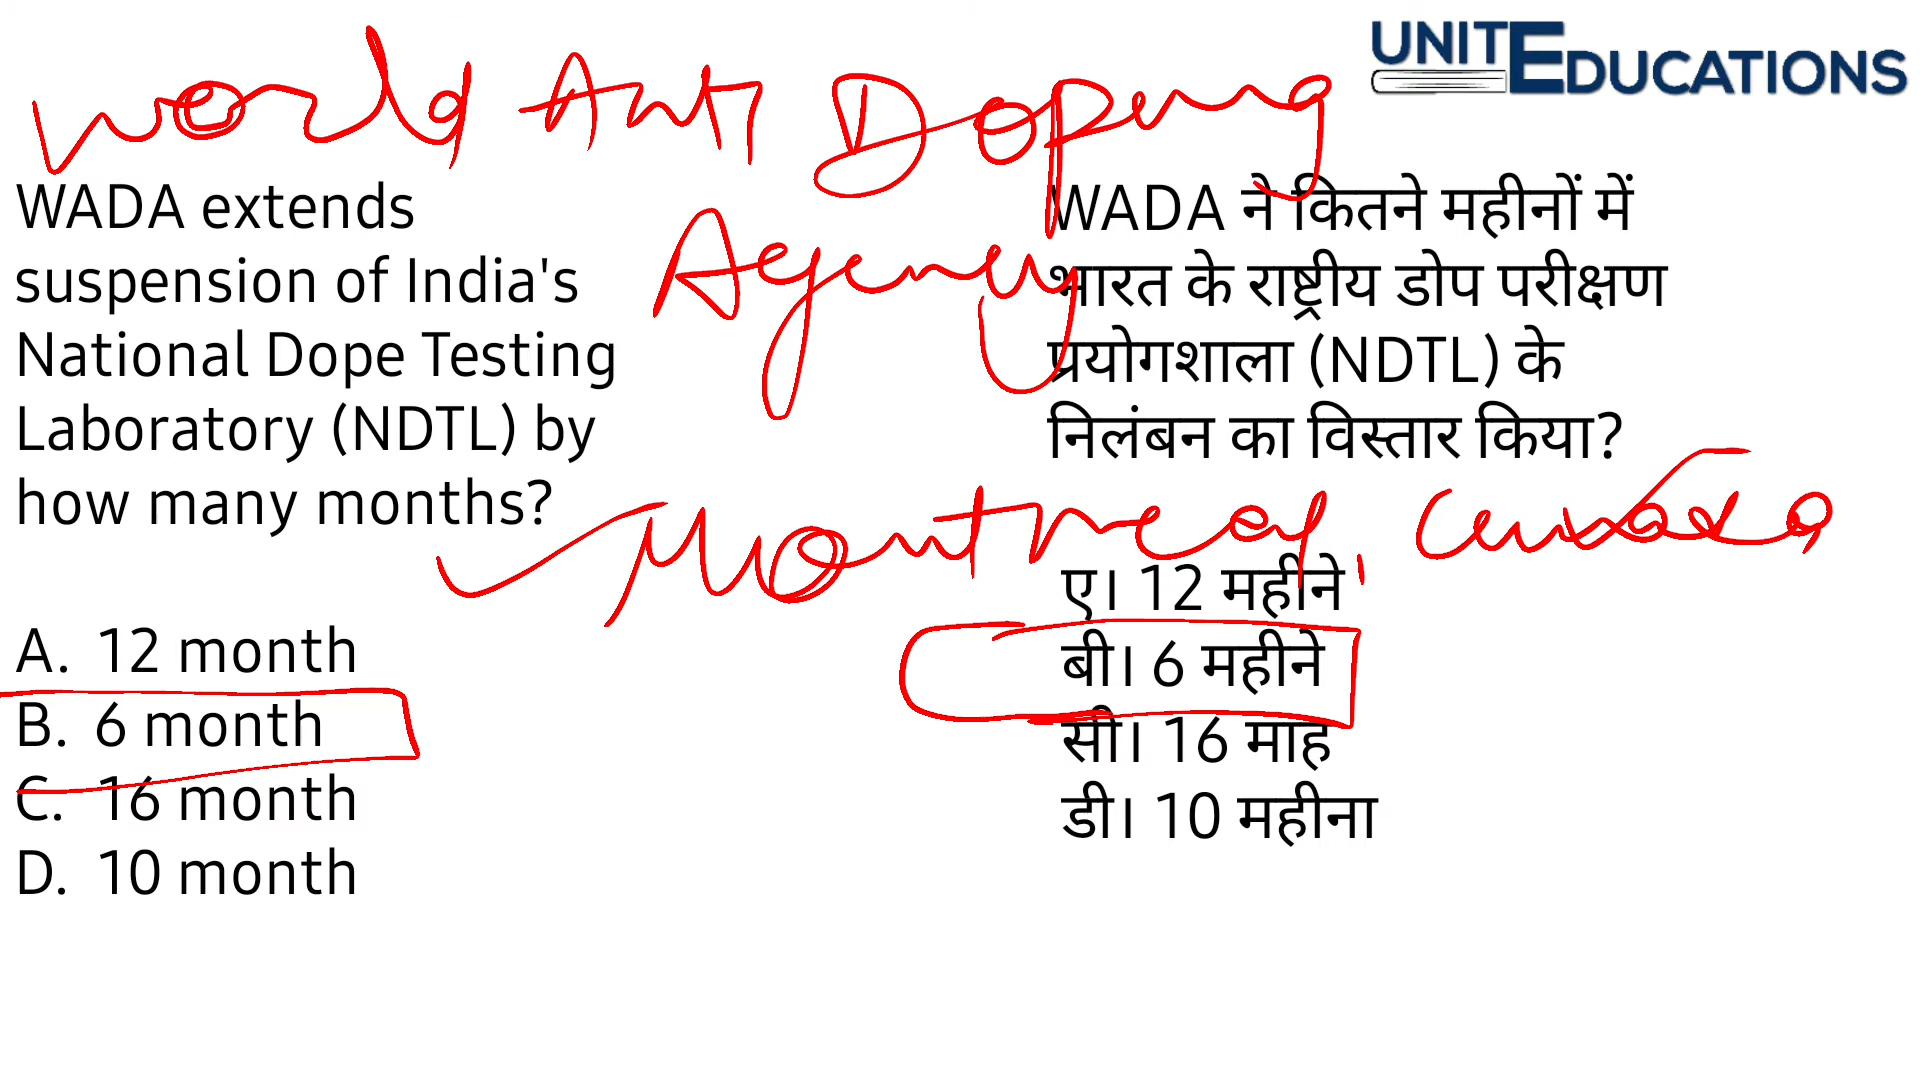 UNIT EDUCATIONS
World Anti Doping
Agency
WADA extends
suspension of India's
National Dope Testing
Laboratory (NDTL) by
how many months?
A. 12 month
B. 6 month
C. 16 month
D. 10 month
WADA ने कितने महीनों में
भारत के राष्ट्रीय डोप परीक्षण
प्रयोगशाला (NDTL) के
निलंबन का विस्तार किया?
Montreal, Canada
ए। 12 महीने
बी। 6 महीने
सी। 16 माह
डी। 10 महीना